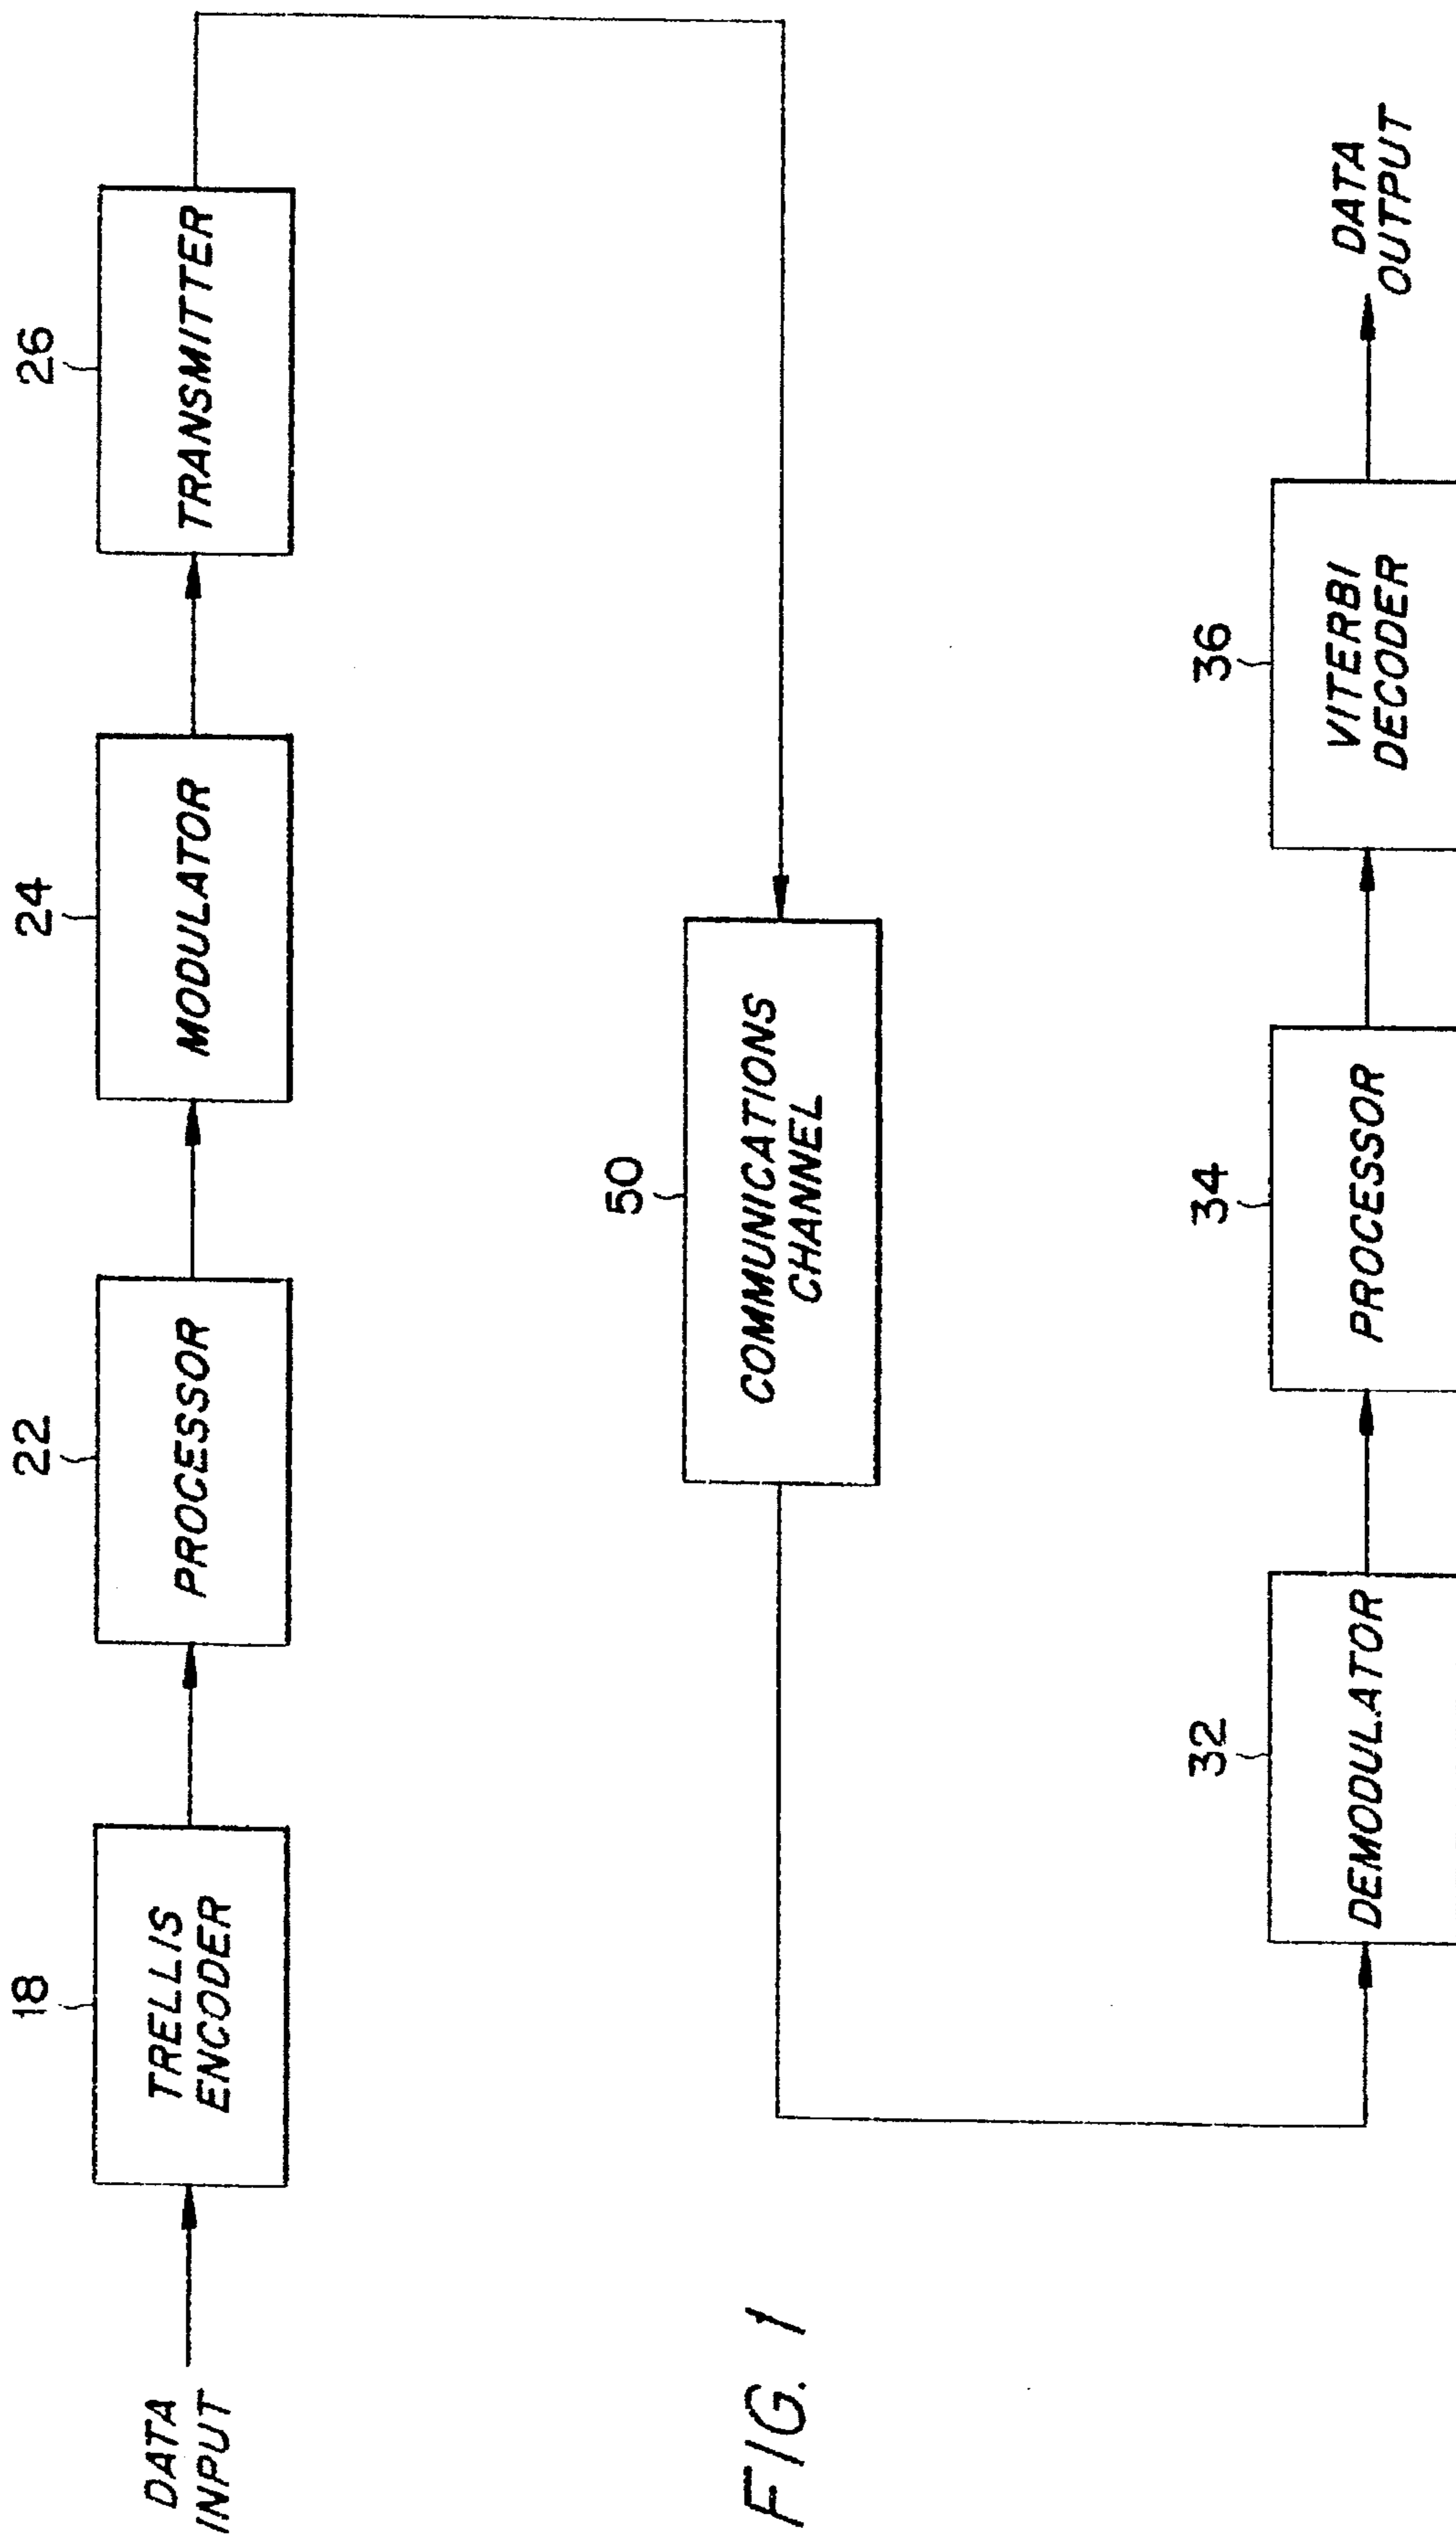 18
22
24
26
DATA
INPUT
TRELLIS
ENCODER
PROCESSOR
MODULATOR
TRANSMITTER
50
COMMUNICATIONS
CHANNEL
FIG. 1
32
34
36
DEMODULATOR
PROCESSOR
VITERBI
DECODER
DATA
OUTPUT